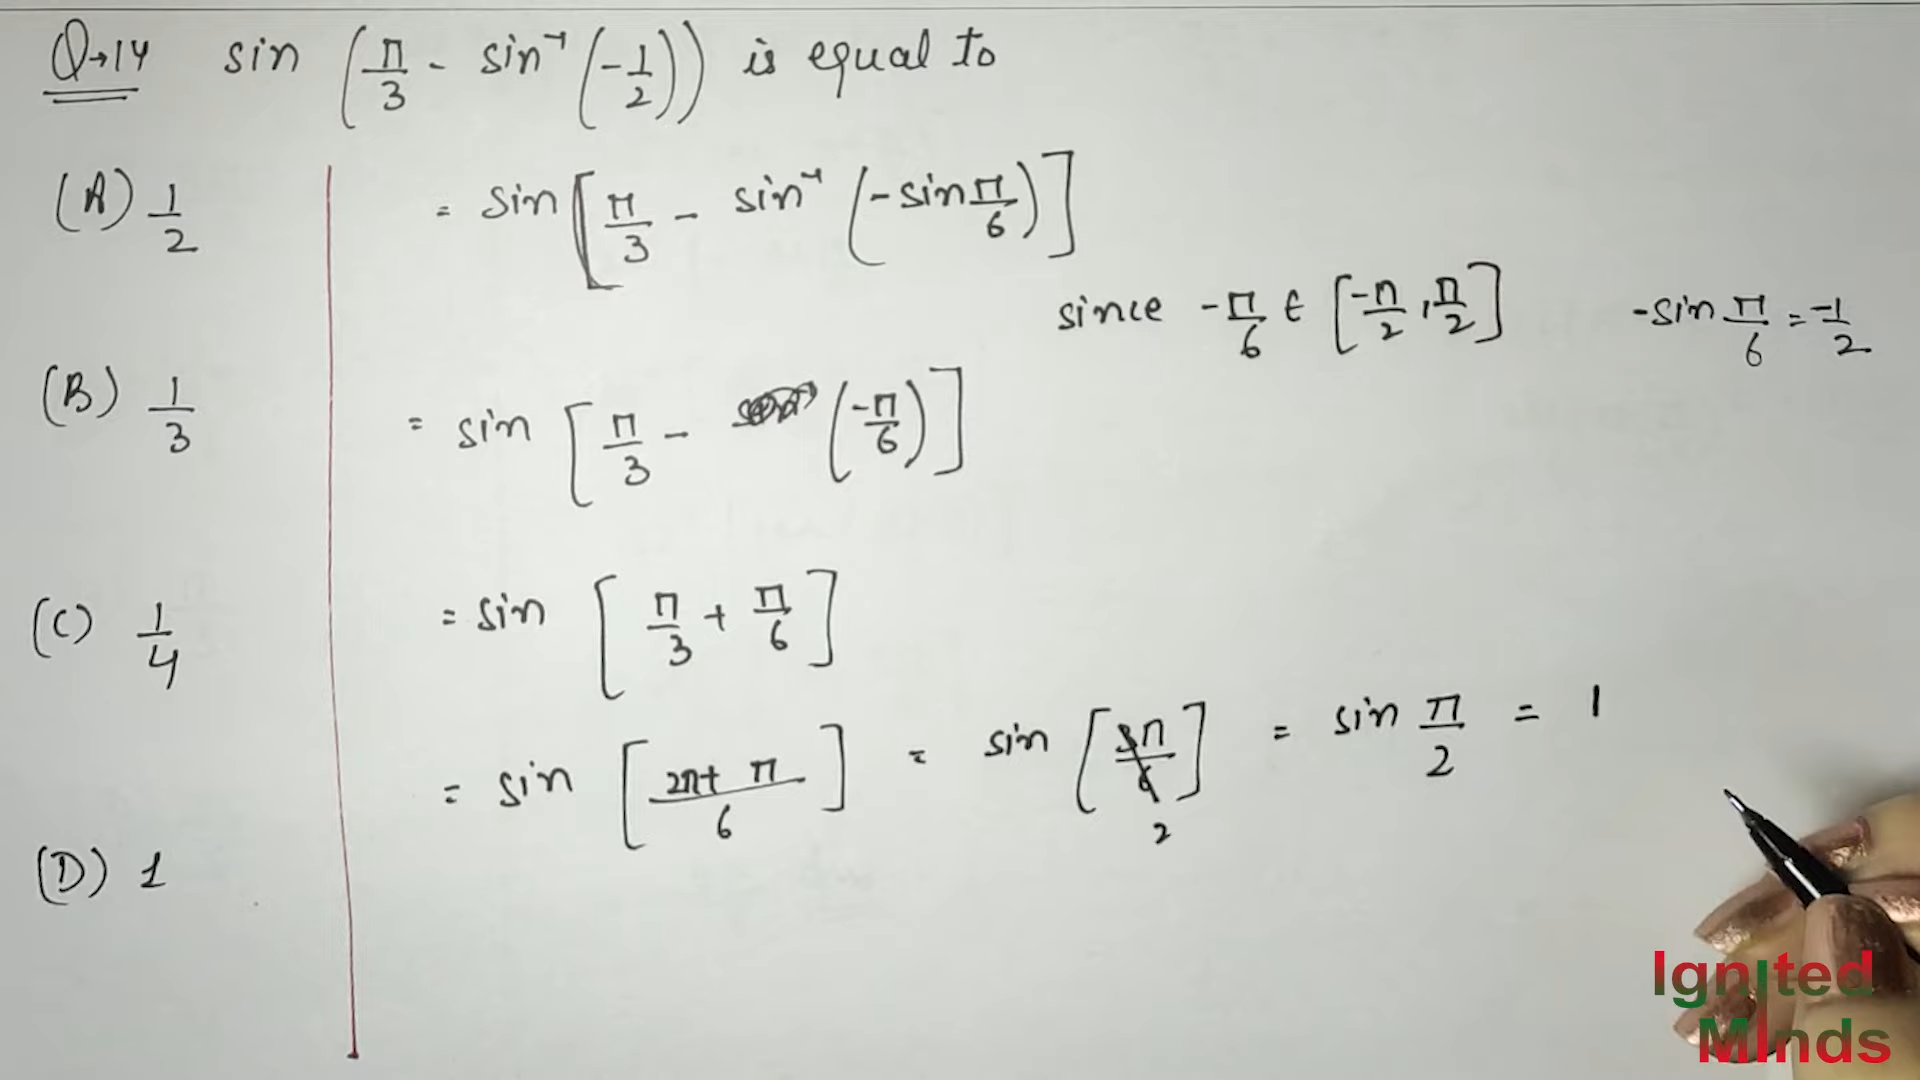 Q→14 sin (π/3 - sin⁻¹(-1/2)) is equal to
(A) 1/2
= sin[π/3 - sin⁻¹(-sin π/6)]
since -π/6 ∈ [-π/2, π/2] -sin π/6 = -1/2
(B) 1/3
= sin [π/3 - (-π/6)]
(C) 1/4
= sin [π/3 + π/6]
= sin [2π+π/6] = sin [3π/6] = sin π/2 = 1
2
(D) 1
Ignited
Minds